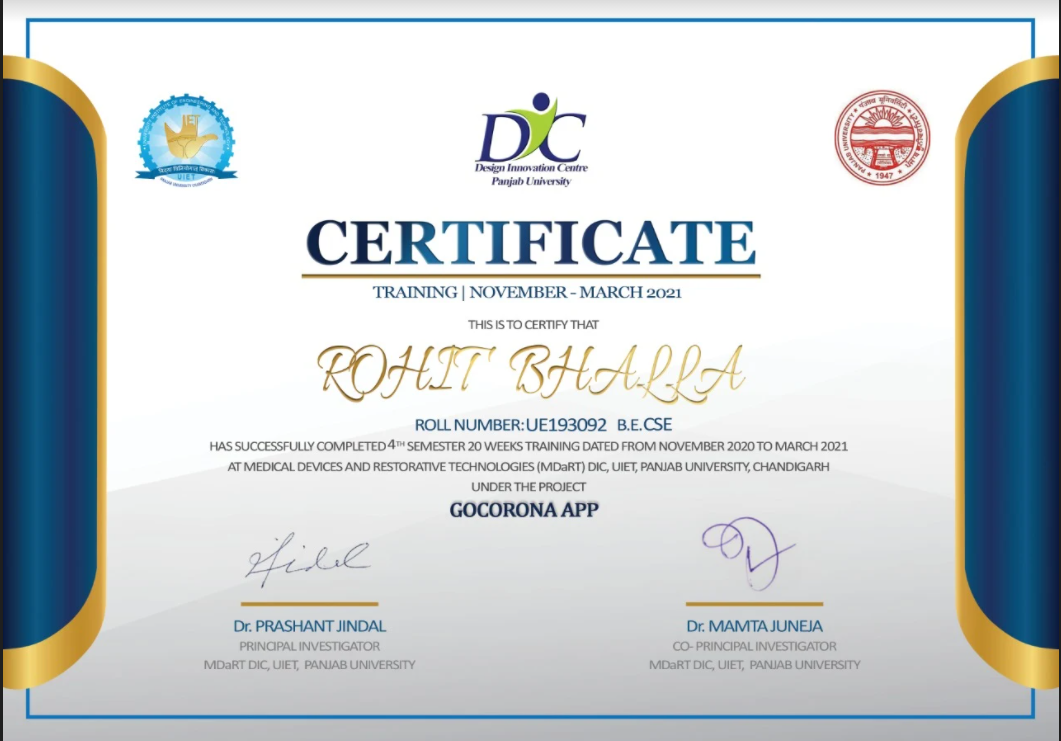 UIET
DIC
Design Innovation Centre
Panjab University
PANJAB UNIVERSITY
1947
CERTIFICATE
TRAINING | NOVEMBER - MARCH 2021
THIS IS TO CERTIFY THAT
ROHIT BHALLA
ROLL NUMBER:UE193092 B.E.CSE
HAS SUCCESSFULLY COMPLETED 4TH SEMESTER 20 WEEKS TRAINING DATED FROM NOVEMBER 2020 TO MARCH 2021
AT MEDICAL DEVICES AND RESTORATIVE TECHNOLOGIES (MDaRT) DIC, UIET, PANJAB UNIVERSITY, CHANDIGARH
UNDER THE PROJECT
GOCORONA APP
Dr. PRASHANT JINDAL
PRINCIPAL INVESTIGATOR
MDaRT DIC, UIET, PANJAB UNIVERSITY
Dr. MAMTA JUNEJA
CO- PRINCIPAL INVESTIGATOR
MDaRT DIC, UIET, PANJAB UNIVERSITY